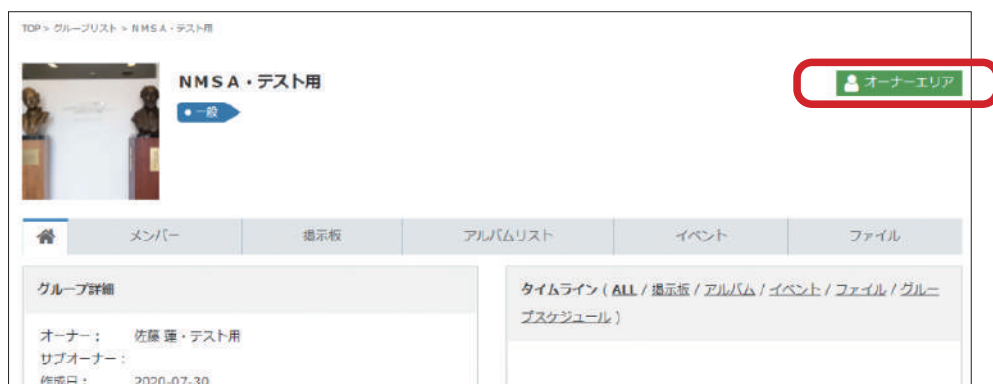 TOP > グループリスト > NMSA・テスト用
NMSA・テスト用
一般
オーナーエリア
メンバー
掲示板
アルバムリスト
イベント
ファイル
グループ詳細
オーナー： 佐藤 蓮・テスト用
サブオーナー：
作成日： 2020-07-30
タイムライン ( ALL / 掲示板 / アルバム / イベント / ファイル / グルー
プスケジュール )